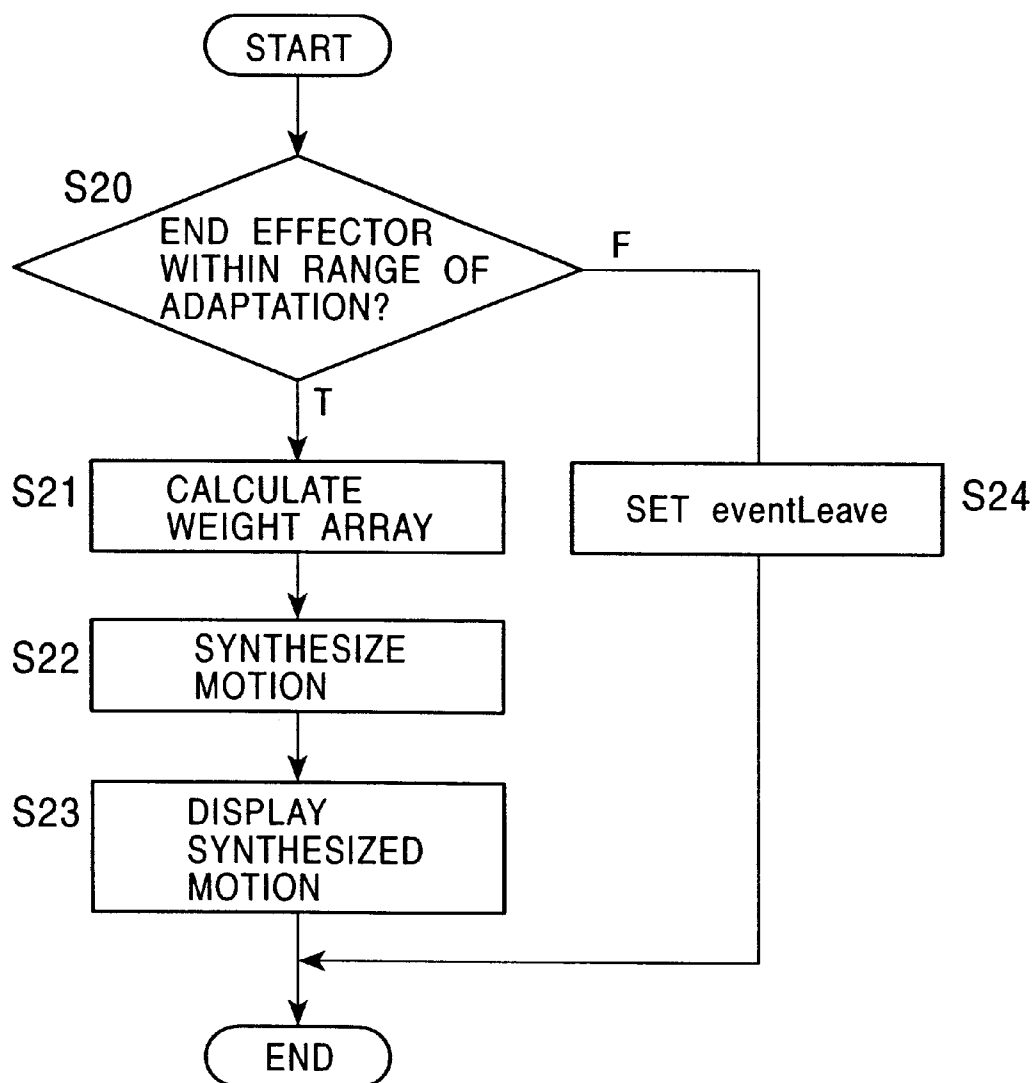 START
S20
END EFFECTOR
WITHIN RANGE OF
ADAPTATION?
F
T
S21
CALCULATE
WEIGHT ARRAY
SET eventLeave
S24
S22
SYNTHESIZE
MOTION
S23
DISPLAY
SYNTHESIZED
MOTION
END